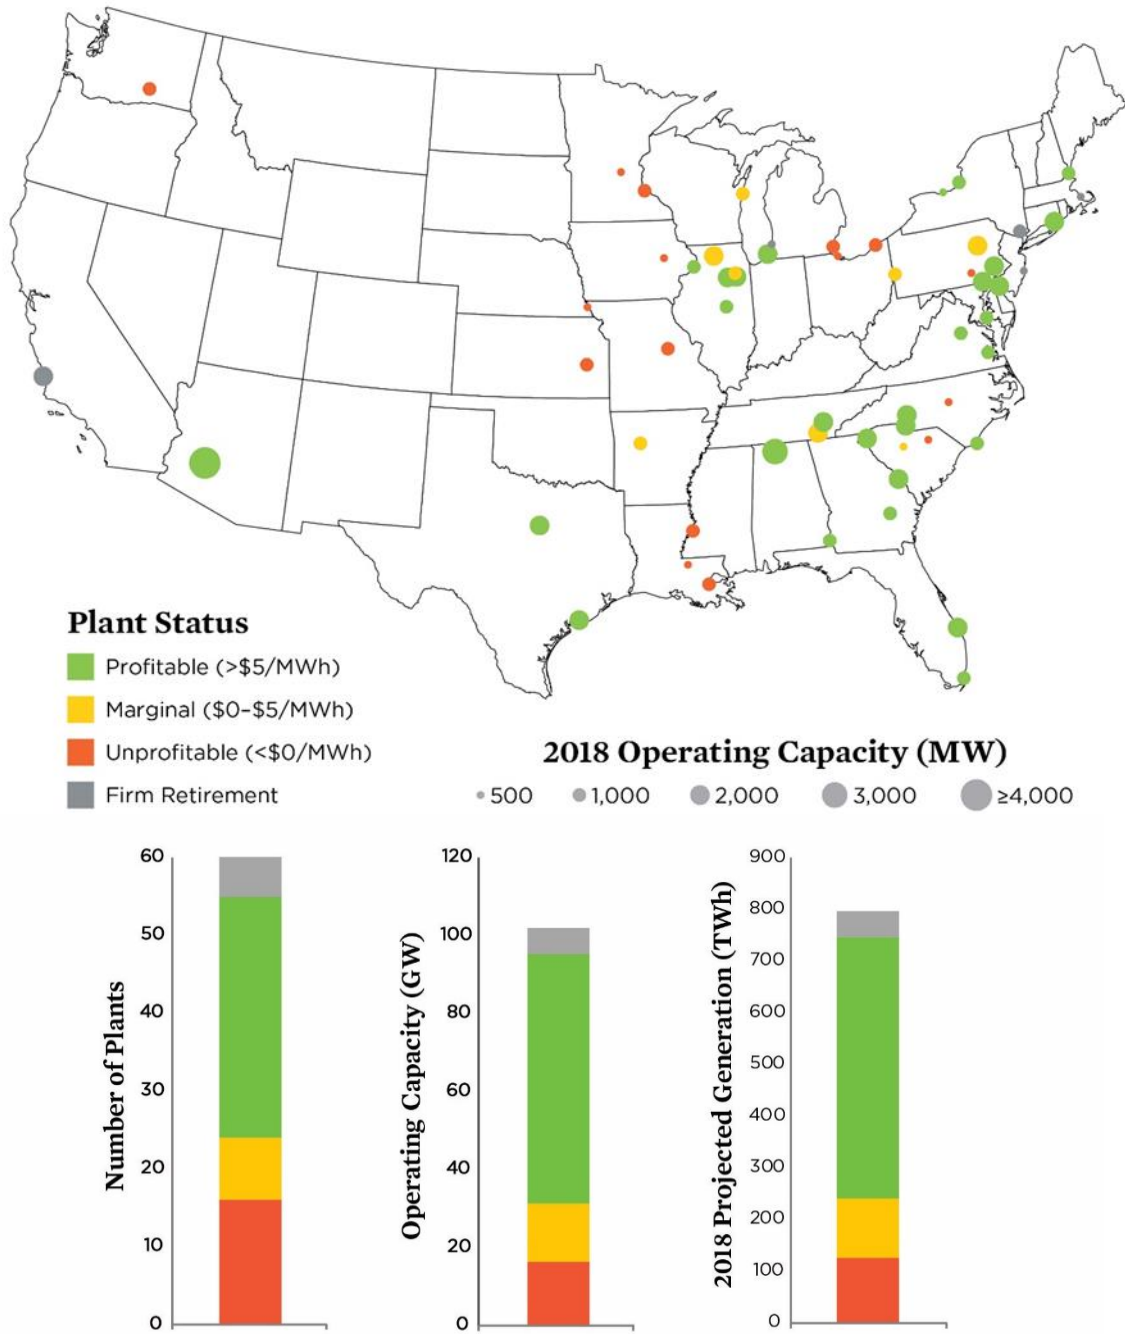 Plant Status
Profitable (>$5/MWh)
Marginal ($0–$5/MWh)
Unprofitable (<$0/MWh)
Firm Retirement
2018 Operating Capacity (MW)
500 1,000 2,000 3,000 ≥4,000
Number of Plants
60
50
40
30
20
10
0
Operating Capacity (GW)
120
100
80
60
40
20
0
2018 Projected Generation (TWh)
900
800
700
600
500
400
300
200
100
0